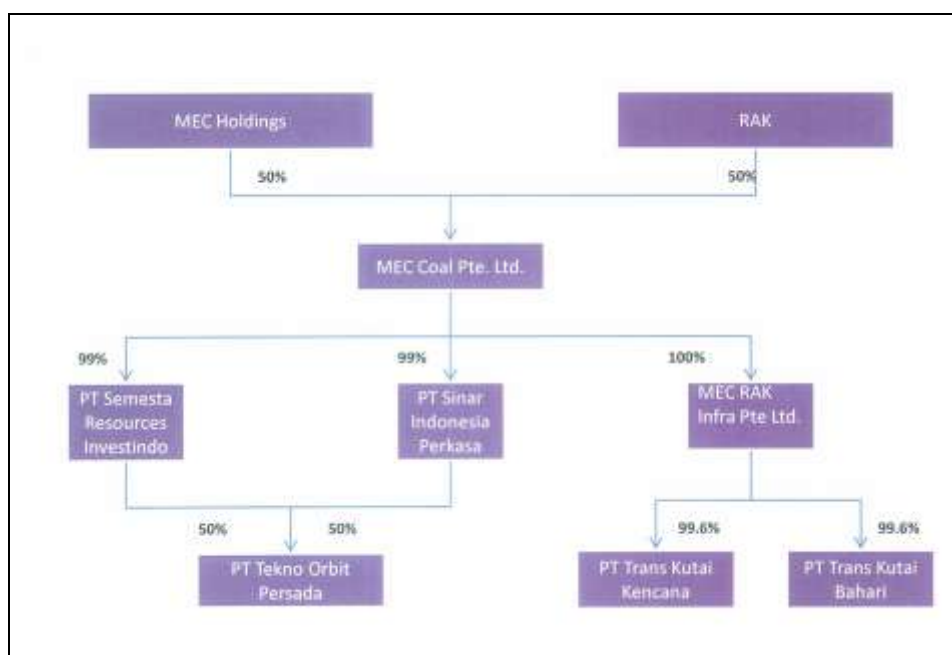 MEC Holdings
RAK
50%
50%
MEC Coal Pte. Ltd.
99%
99%
100%
PT Semesta
Resources
Investindo
PT Sinar
Indonesia
Perkasa
MEC RAK
Infra Pte Ltd.
50%
50%
99.6%
99.6%
PT Tekno Orbit
Persada
PT Trans Kutai
Kencana
PT Trans Kutai
Bahari